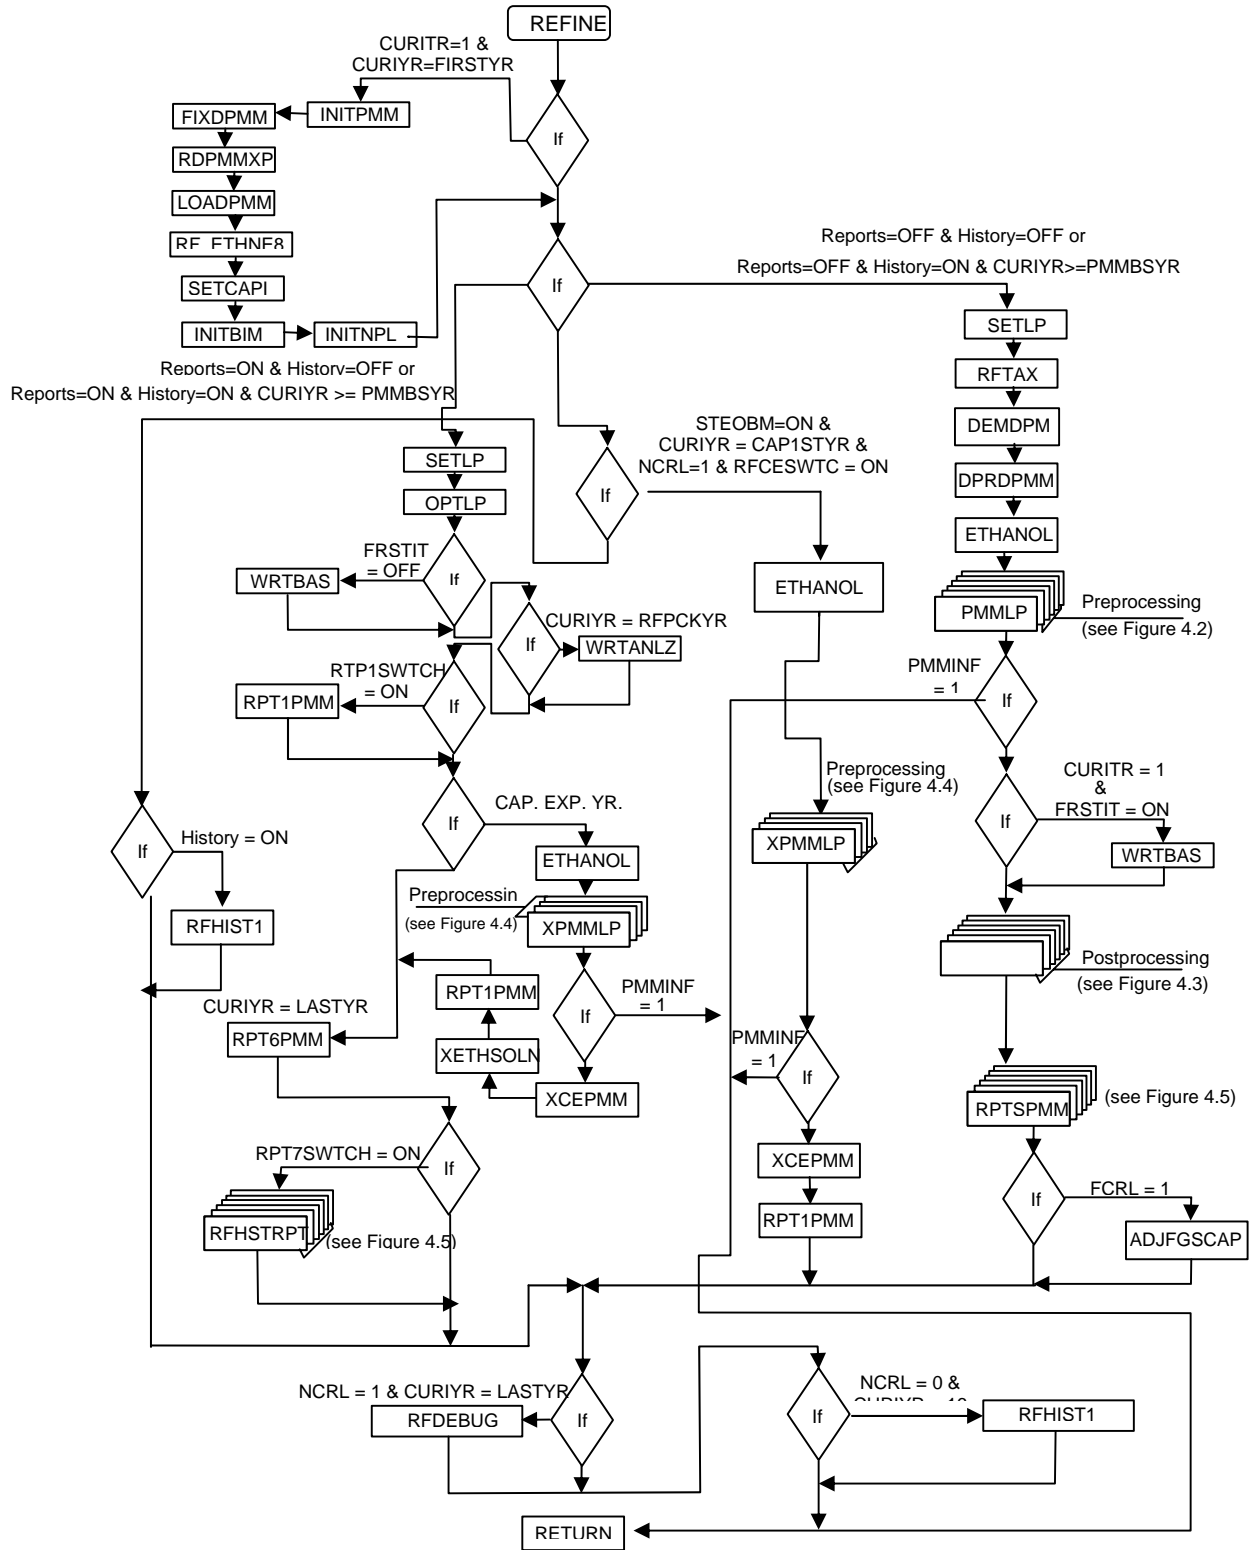 REFINE
CURITR=1 &
CURIYR=FIRSTYR
If
FIXDPMM
INITPMM
RDPMMXP
LOADPMM
RF_ETHNE8
SETCAPI
INITBIM
INITNPL
If
Reports=OFF & History=OFF or
Reports=OFF & History=ON & CURIYR>=PMMBSYR
Reports=ON & History=OFF or
Reports=ON & History=ON & CURIYR >= PMMBSYR
SETLP
OPTLP
FRSTIT
= OFF
If
WRTBAS
CURIYR = RFPCKYR
If
WRTANLZ
RTP1SWTCH
= ON
If
RPT1PMM
If
CAP. EXP. YR.
ETHANOL
Preprocessin
(see Figure 4.4)
XPMMLP
If
PMMINF
= 1
XCEPMM
XETHSOLN
RPT1PMM
If
History = ON
RFHIST1
CURIYR = LASTYR
RPT6PMM
RPT7SWTCH = ON
If
RFHSTRPT
(see Figure 4.5)
STEOBM=ON &
CURIYR = CAP1STYR &
NCRL=1 & RFCESWTC = ON
If
ETHANOL
Preprocessing
(see Figure 4.4)
XPMMLP
PMMINF
= 1
If
XCEPMM
RPT1PMM
SETLP
RFTAX
DEMDPM
DPRDPMM
ETHANOL
PMMLP
Preprocessing
(see Figure 4.2)
PMMINF
= 1
If
CURITR = 1
&
FRSTIT = ON
If
WRTBAS
Postprocessing
(see Figure 4.3)
RPTSPMM
(see Figure 4.5)
If
FCRL = 1
ADJFGSCAP
NCRL = 1 & CURIYR = LASTYR
RFDEBUG
If
If
NCRL = 0 &
RFHIST1
RETURN